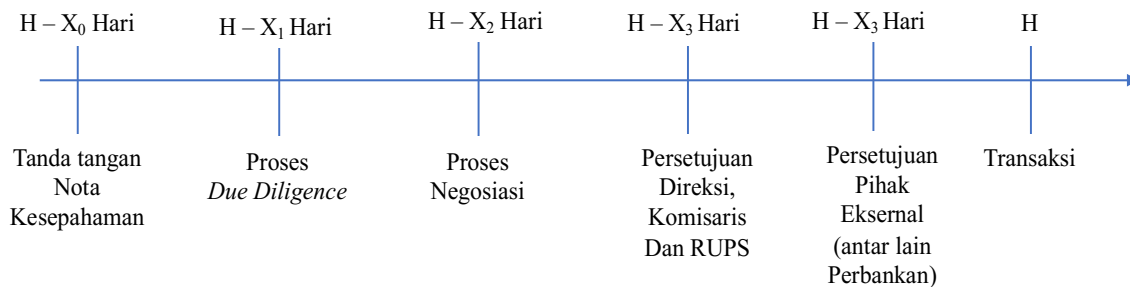 H – X₀ Hari
H – X₁ Hari
H – X₂ Hari
H – X₃ Hari
H – X₃ Hari
H
Tanda tangan
Nota
Kesepahaman
Proses
Due Diligence
Proses
Negosiasi
Persetujuan
Direksi,
Komisaris
Dan RUPS
Persetujuan
Pihak
Eksernal
(antar lain
Perbankan)
Transaksi